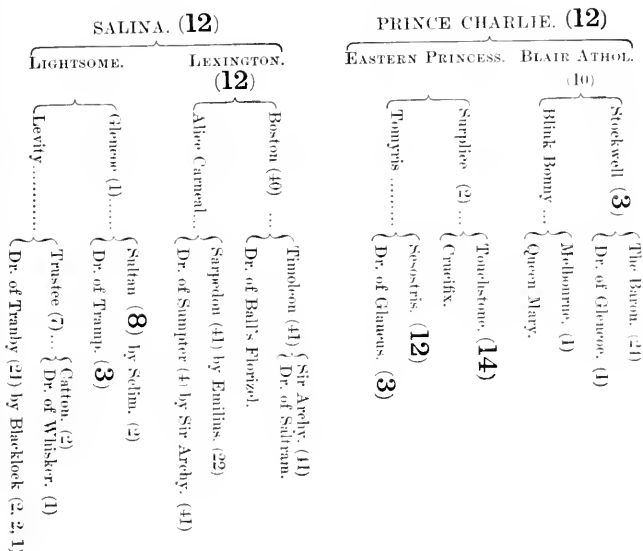 SALINA. (12)
LIGHTSOME. LEXINGTON. (12)
Levity...........
Glencoe (1)......
Alice Carneal...
Boston (40) ...
Dr. of Tranby (21) by Blacklock (2, 2, 1)
Trustee (7) ... Catton. (2)
Dr. of Whisker. (1)
Dr. of Tramp. (3)
Sultan (8) by Selim. (2)
Dr. of Sumpter (4) by Sir Archy. (41)
Sarpedon (41) by Emilius. (22)
Dr. of Ball's Florizel.
Timoleon (41) Sir Archy. (41)
Dr. of Saltram.
PRINCE CHARLIE. (12)
EASTERN PRINCESS. BLAIR ATHOL. (10)
Tomyris .........
Surplice (2) ...
Blink Bonny ...
Stockwell (3)
Dr. of Glaucus. (3)
Sesostris. (12)
Crucifix.
Touchstone. (14)
Queen Mary.
Melbourne. (1)
Dr. of Glencoe. (1)
The Baron. (24)